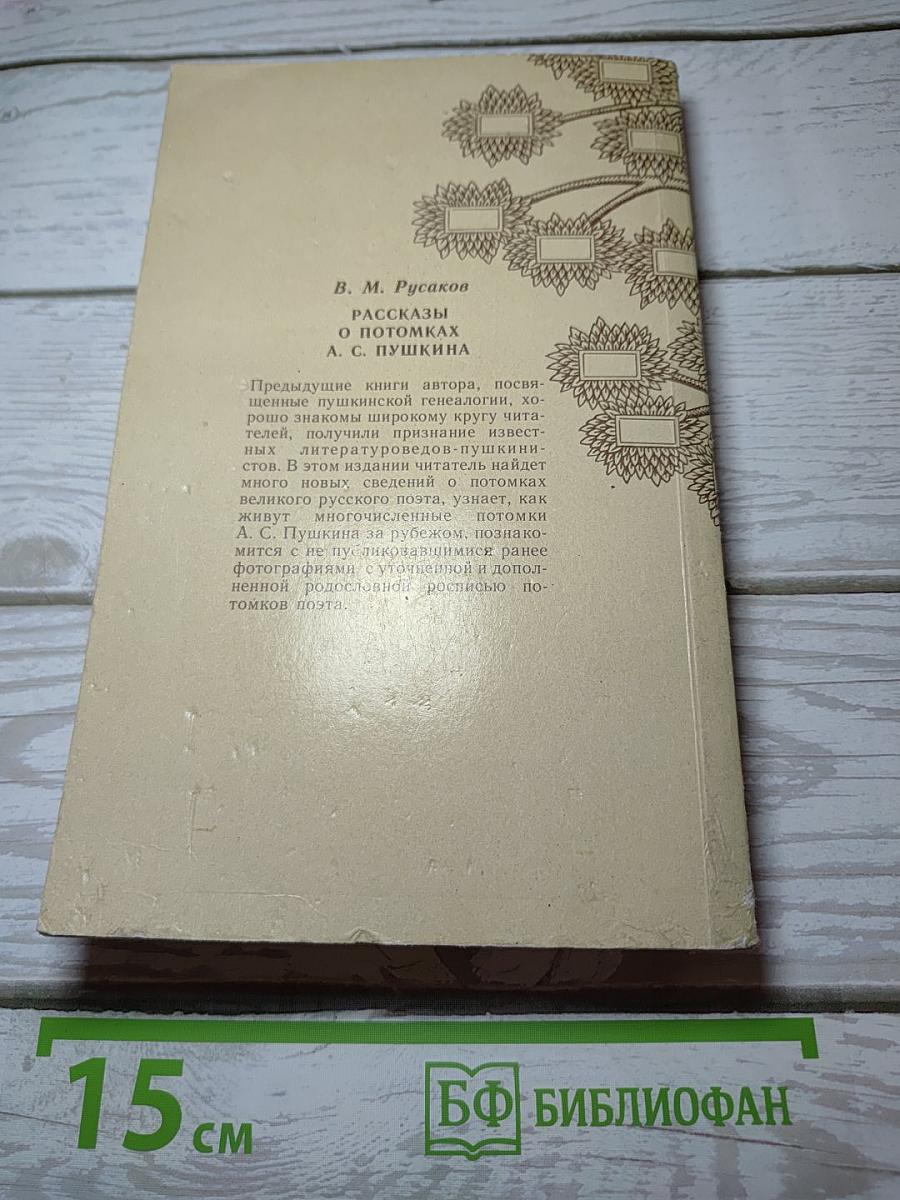 В. М. Русаков
РАССКАЗЫ
О ПОТОМКАХ
А. С. ПУШКИНА
Предыдущие книги автора, посвя-
щенные пушкинской генеалогии, хо-
рошо знакомы широкому кругу чита-
телей, получили признание извест-
ных литературоведов-пушкини-
стов. В этом издании читатель найдет
много новых сведений о потомках
великого русского поэта, узнает, как
живут многочисленные потомки
А. С. Пушкина за рубежом, познако-
мится с не публиковавшимися ранее
фотографиями, с уточненной и допол-
ненной родословной росписью по-
томков поэта.
15 см
БФ БИБЛИОФАН